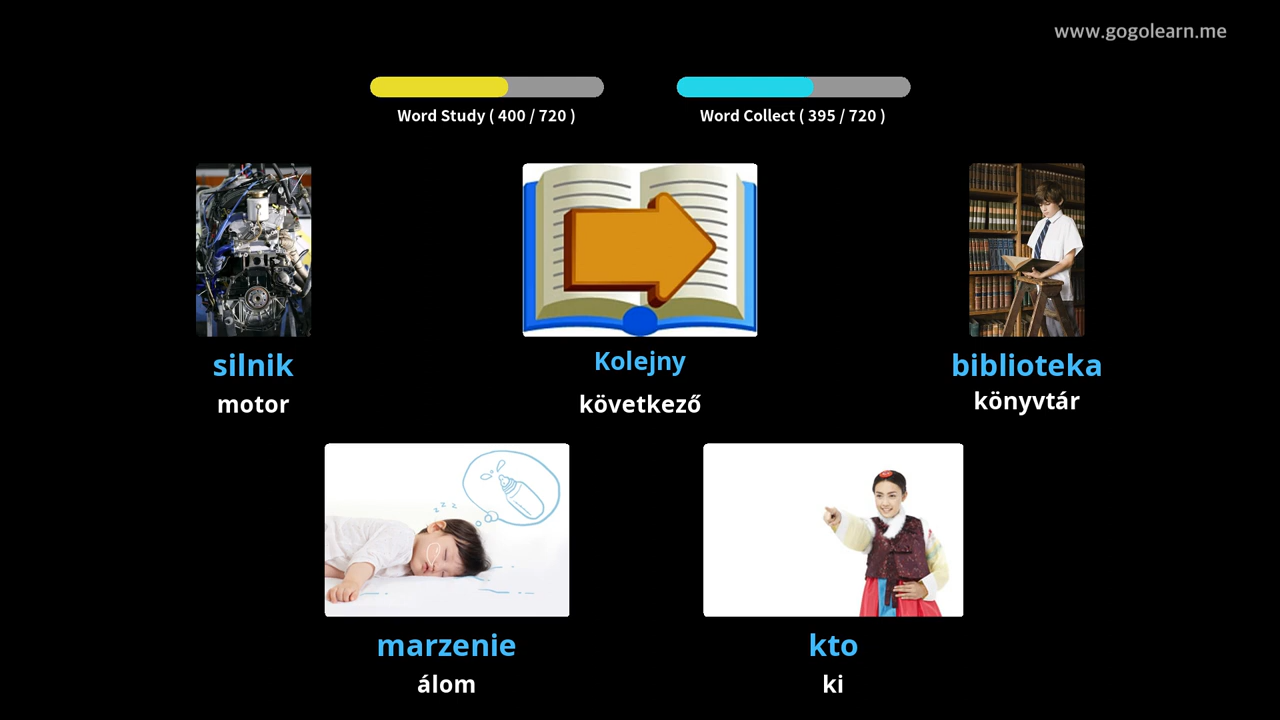 www.gogolearn.me
Word Study ( 400 / 720 )
Word Collect ( 395 / 720 )
silnik
Kolejny
biblioteka
motor
következő
könyvtár
marzenie
kto
álom
ki